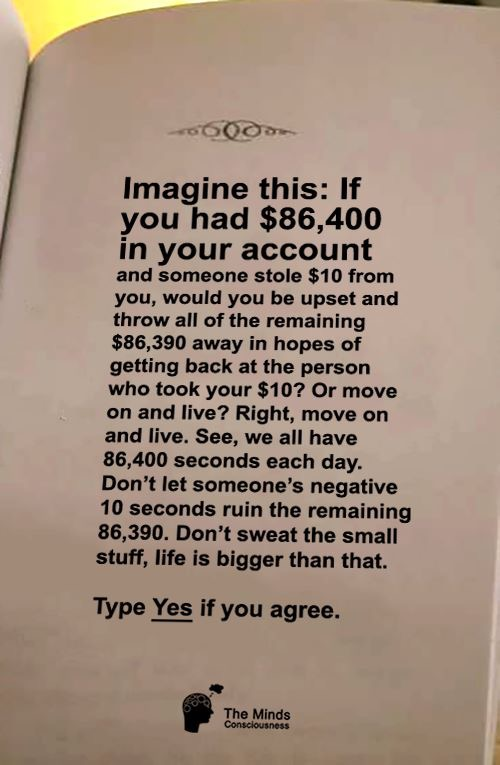 Imagine this: If
you had $86,400
in your account
and someone stole $10 from
you, would you be upset and
throw all of the remaining
$86,390 away in hopes of
getting back at the person
who took your $10? Or move
on and live? Right, move on
and live. See, we all have
86,400 seconds each day.
Don’t let someone’s negative
10 seconds ruin the remaining
86,390. Don’t sweat the small
stuff, life is bigger than that.
Type Yes if you agree.
The Minds
Consciousness